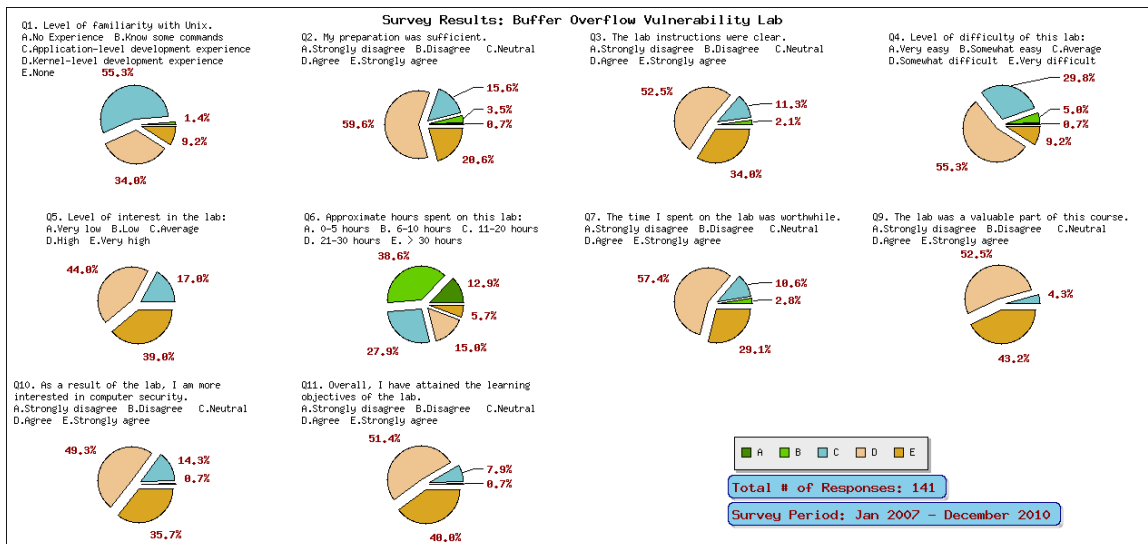 Survey Results: Buffer Overflow Vulnerability Lab
Q1. Level of familiarity with Unix.
A.No Experience B.Know some commands
C.Application-level development experience
D.Kernel-level development experience
E.None
55.3%
1.4%
9.2%
34.0%
Q2. My preparation was sufficient.
A.Strongly disagree B.Disagree C.Neutral
D.Agree E.Strongly agree
15.6%
3.5%
0.7%
59.6%
20.6%
Q3. The lab instructions were clear.
A.Strongly disagree B.Disagree C.Neutral
D.Agree E.Strongly agree
52.5%
11.3%
2.1%
34.0%
Q4. Level of difficulty of this lab:
A.Very easy B.Somewhat easy C.Average
D.Somewhat difficult E.Very difficult
29.8%
5.0%
0.7%
9.2%
55.3%
Q5. Level of interest in the lab:
A.Very low B.Low C.Average
D.High E.Very high
44.0%
17.0%
39.0%
Q6. Approximate hours spent on this lab:
A. 0-5 hours B. 6-10 hours C. 11-20 hours
D. 21-30 hours E. > 30 hours
38.6%
12.9%
5.7%
27.9%
15.0%
Q7. The time I spent on the lab was worthwhile.
A.Strongly disagree B.Disagree C.Neutral
D.Agree E.Strongly agree
57.4%
10.6%
2.8%
29.1%
Q9. The lab was a valuable part of this course.
A.Strongly disagree B.Disagree C.Neutral
D.Agree E.Strongly agree
52.5%
4.3%
43.2%
Q10. As a result of the lab, I am more
interested in computer security.
A.Strongly disagree B.Disagree C.Neutral
D.Agree E.Strongly agree
49.3%
14.3%
0.7%
35.7%
Q11. Overall, I have attained the learning
objectives of the lab.
A.Strongly disagree B.Disagree C.Neutral
D.Agree E.Strongly agree
51.4%
7.9%
0.7%
40.0%
A B C D E
Total # of Responses: 141
Survey Period: Jan 2007 - December 2010